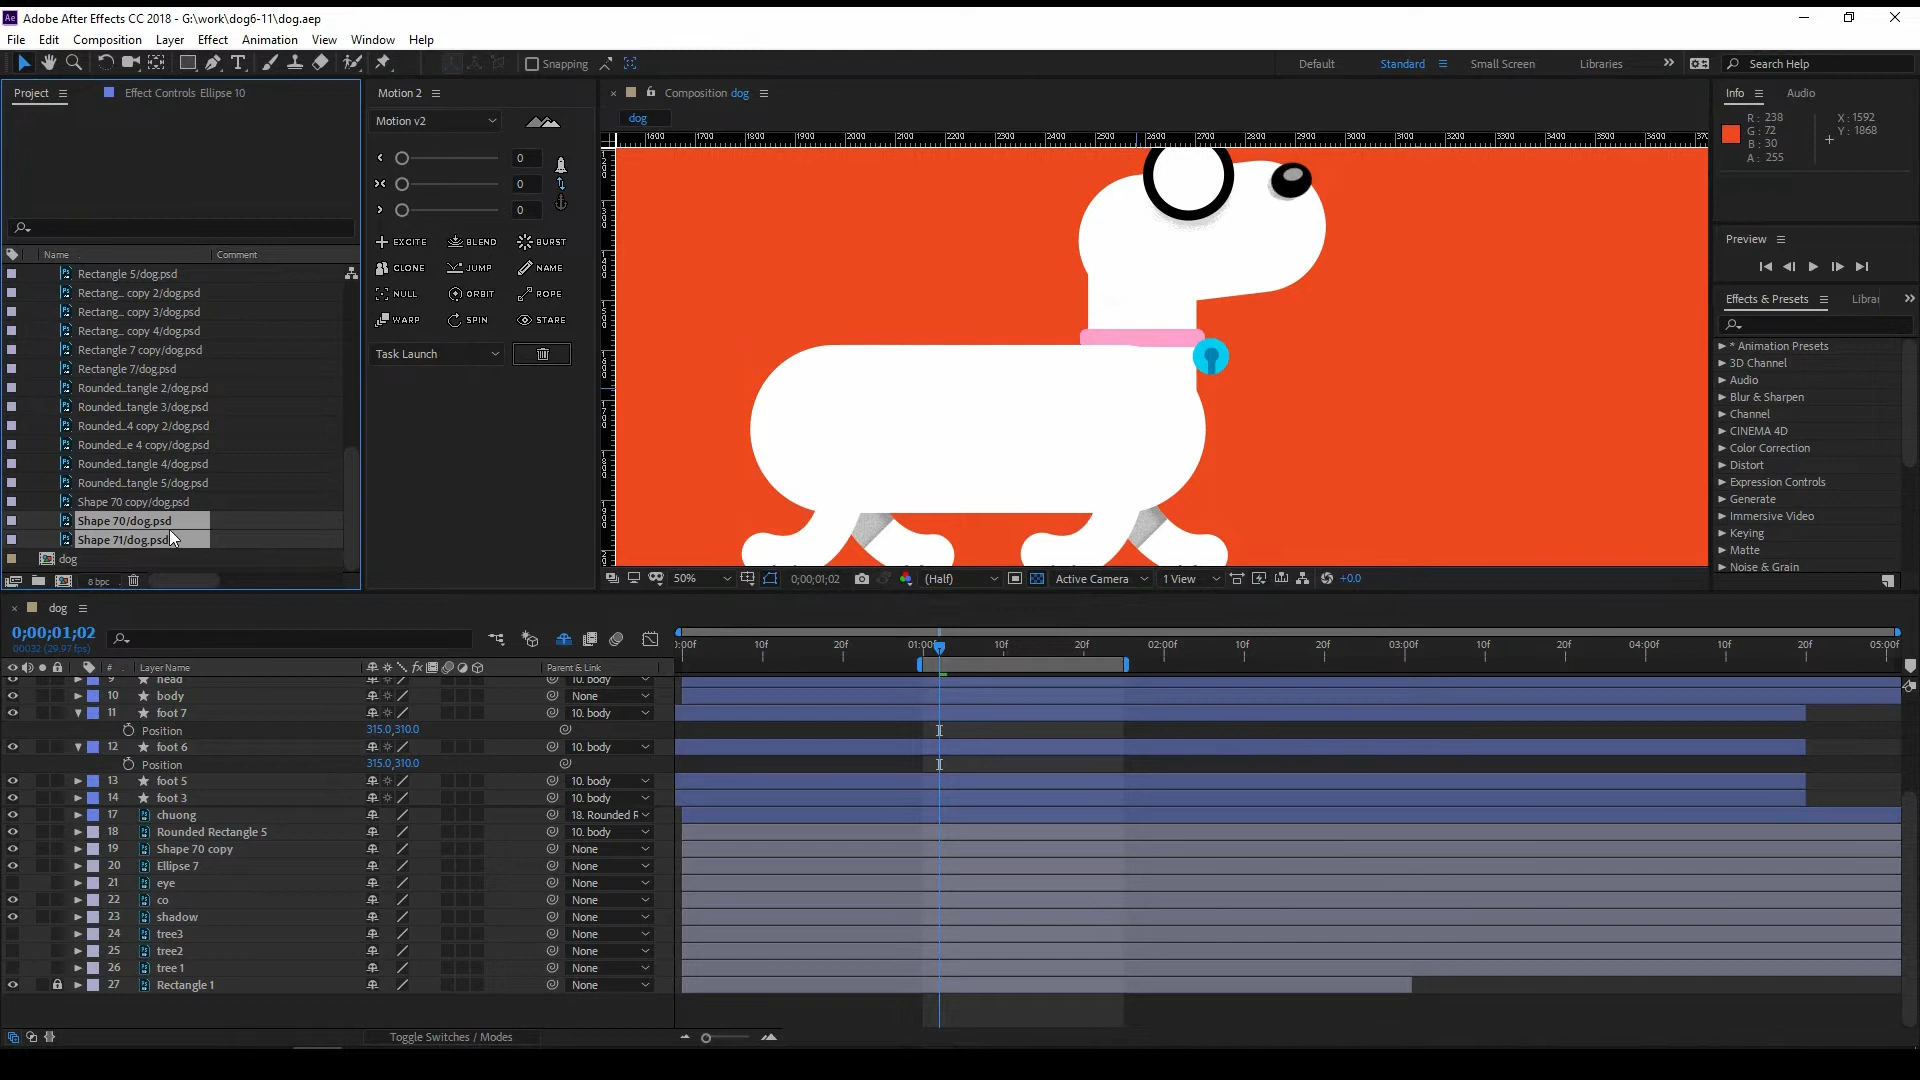 Adobe After Effects CC 2018 - G:\work\dog6-11\dog.aep
File Edit Composition Layer Effect Animation View Window Help
Snapping Default Standard Small Screen Libraries Search Help
Project Effect Controls Ellipse 10
Name Comment
Rectangle 5/dog.psd
Rectang... copy 2/dog.psd
Rectang... copy 3/dog.psd
Rectang... copy 4/dog.psd
Rectangle 7 copy/dog.psd
Rectangle 7/dog.psd
Rounded...tangle 2/dog.psd
Rounded...tangle 3/dog.psd
Rounded...4 copy 2/dog.psd
Rounded...e 4 copy/dog.psd
Rounded...tangle 4/dog.psd
Rounded...tangle 5/dog.psd
Shape 70 copy/dog.psd
Shape 70/dog.psd
Shape 71/dog.psd
dog
8 bpc
Motion 2
Motion v2
0
0
0
EXCITE BLEND BURST
CLONE JUMP NAME
NULL ORBIT ROPE
WARP SPIN STARE
Task Launch
Composition dog
dog
1600 1700 1800 1900 2000 2100 2200 2300 2400 2500 2600 2700 2800 2900 3000 3100 3200 3300 3400 3500 3600
50% 0;00;01;02 (Half) Active Camera 1 View +0.0
Info Audio
R: 238 X: 1592
G: 72 Y: 1868
B: 30
A: 255
Preview
Effects & Presets
* Animation Presets
3D Channel
Audio
Blur & Sharpen
Channel
CINEMA 4D
Color Correction
Distort
Expression Controls
Generate
Immersive Video
Keying
Matte
Noise & Grain
dog
0;00;01;02
00032 (29.97 fps)
:00f 10f 20f 01:00f 10f 20f 02:00f 10f 20f 03:00f 10f 20f 04:00f 10f 20f 05:00f
# Layer Name fx Parent & Link
9 head 10. body
10 body None
11 foot 7 10. body
Position 315.0,310.0
12 foot 6 10. body
Position 315.0,310.0
13 foot 5 10. body
14 foot 3 10. body
17 chuong 18. Rounded R
18 Rounded Rectangle 5 10. body
19 Shape 70 copy None
20 Ellipse 7 None
21 eye None
22 co None
23 shadow None
24 tree3 None
25 tree2 None
26 tree 1 None
27 Rectangle 1 None
Toggle Switches / Modes